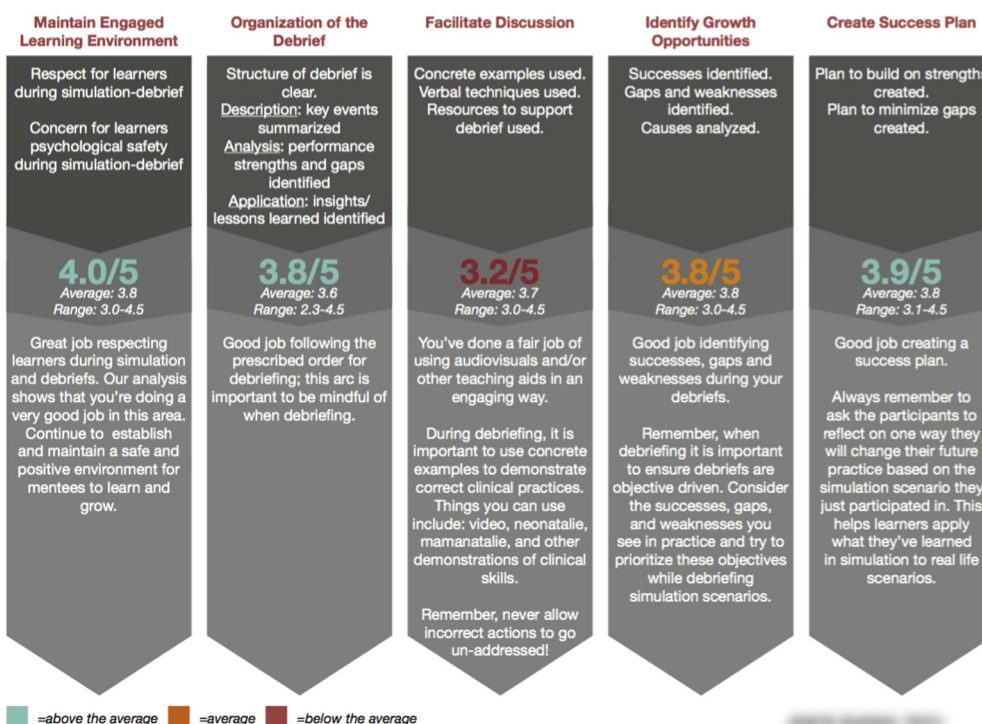 Maintain Engaged
Learning Environment
Respect for learners
during simulation-debrief
Concern for learners
psychological safety
during simulation-debrief
4.0/5
Average: 3.8
Range: 3.0-4.5
Great job respecting
learners during simulation
and debriefs. Our analysis
shows that you're doing a
very good job in this area.
Continue to establish
and maintain a safe and
positive environment for
mentees to learn and
grow.
Organization of the
Debrief
Structure of debrief is
clear.
Description: key events
summarized
Analysis: performance
strengths and gaps
identified
Application: insights/
lessons learned identified
3.8/5
Average: 3.6
Range: 2.3-4.5
Good job following the
prescribed order for
debriefing; this arc is
important to be mindful of
when debriefing.
Facilitate Discussion
Concrete examples used.
Verbal techniques used.
Resources to support
debrief used.
3.2/5
Average: 3.7
Range: 3.0-4.5
You've done a fair job of
using audiovisuals and/or
other teaching aids in an
engaging way.
During debriefing, it is
important to use concrete
examples to demonstrate
correct clinical practices.
Things you can use
include: video, neonatalie,
mamanatalie, and other
demonstrations of clinical
skills.
Remember, never allow
incorrect actions to go
un-addressed!
Identify Growth
Opportunities
Successes identified.
Gaps and weaknesses
identified.
Causes analyzed.
3.8/5
Average: 3.8
Range: 3.0-4.5
Good job identifying
successes, gaps and
weaknesses during your
debriefs.
Remember, when
debriefing it is important
to ensure debriefs are
objective driven. Consider
the successes, gaps,
and weaknesses you
see in practice and try to
prioritize these objectives
while debriefing
simulation scenarios.
Create Success Plan
Plan to build on strengths
created.
Plan to minimize gaps
created.
3.9/5
Average: 3.8
Range: 3.1-4.5
Good job creating a
success plan.
Always remember to
ask the participants to
reflect on one way they
will change their future
practice based on the
simulation scenario they
just participated in. This
helps learners apply
what they've learned
in simulation to real life
scenarios.
=above the average
=average
=below the average